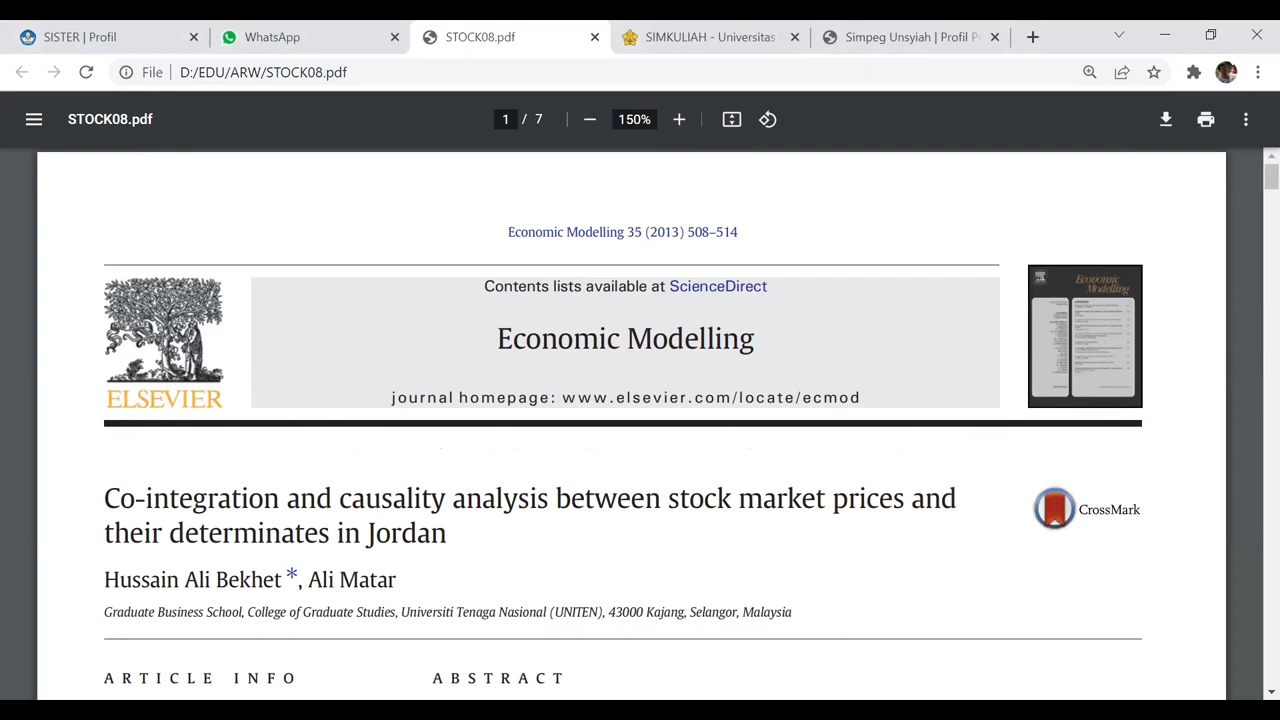 SISTER | Profil
WhatsApp
STOCK08.pdf
SIMKULIAH - Universitas
Simpeg Unsyiah | Profil
File
D:/EDU/ARW/STOCK08.pdf
STOCK08.pdf
1 / 7
150%
Economic Modelling 35 (2013) 508–514
Contents lists available at ScienceDirect
Economic Modelling
journal homepage: www.elsevier.com/locate/ecmod
ELSEVIER
Economic
Modelling
Co-integration and causality analysis between stock market prices and
their determinates in Jordan
CrossMark
Hussain Ali Bekhet *, Ali Matar
Graduate Business School, College of Graduate Studies, Universiti Tenaga Nasional (UNITEN), 43000 Kajang, Selangor, Malaysia
ARTICLE INFO
ABSTRACT